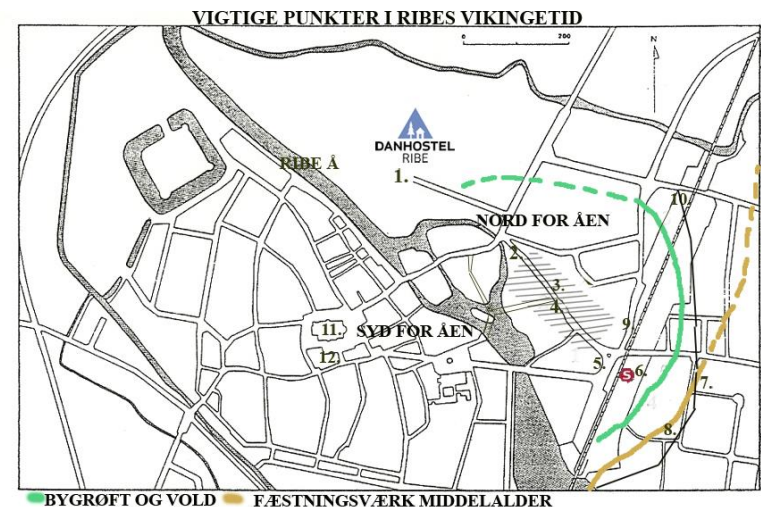 VIGTIGE PUNKTER I RIBES VIKINGETID
0 200
N
DANHOSTEL
RIBE
RIBE Å
1.
NORD FOR ÅEN
10.
2.
3.
4.
9
11.
SYD FOR ÅEN
12.
5.
S
6.
7.
8.
BYGRØFT OG VOLD
FÆSTNINGSVÆRK MIDDELALDER